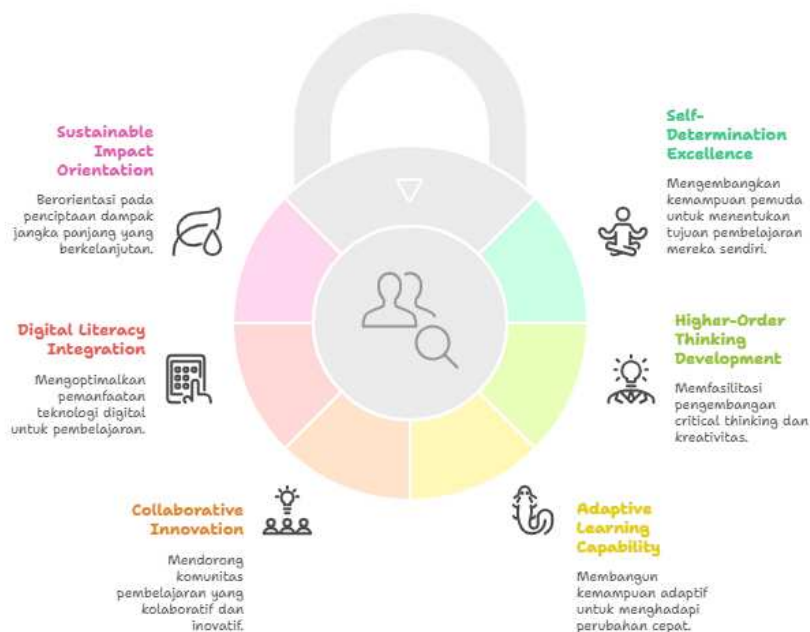 Sustainable
Impact
Orientation
Berorientasi pada
penciptaan dampak
jangka panjang yang
berkelanjutan.
Digital Literacy
Integration
Mengoptimalkan
pemanfaatan
teknologi digital
untuk pembelajaran.
Collaborative
Innovation
Mendorong
komunitas
pembelajaran yang
kolaboratif dan
inovatif.
Self-
Determination
Excellence
Mengembangkan
kemampuan pemuda
untuk menentukan
tujuan pembelajaran
mereka sendiri.
Higher-Order
Thinking
Development
Memfasilitasi
pengembangan
critical thinking dan
kreativitas.
Adaptive
Learning
Capability
Membangun
kemampuan adaptif
untuk menghadapi
perubahan cepat.